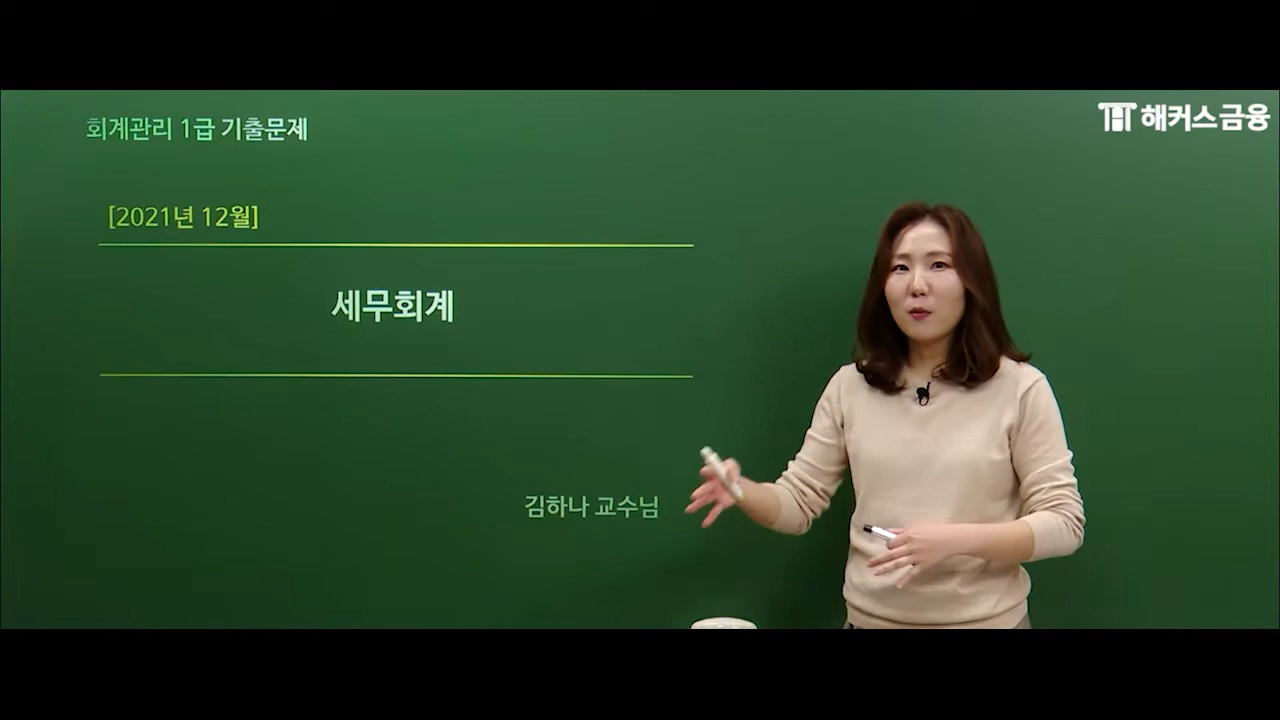 회계관리 1급 기출문제
해커스금융
[2021년 12월]
세무회계
김하나 교수님